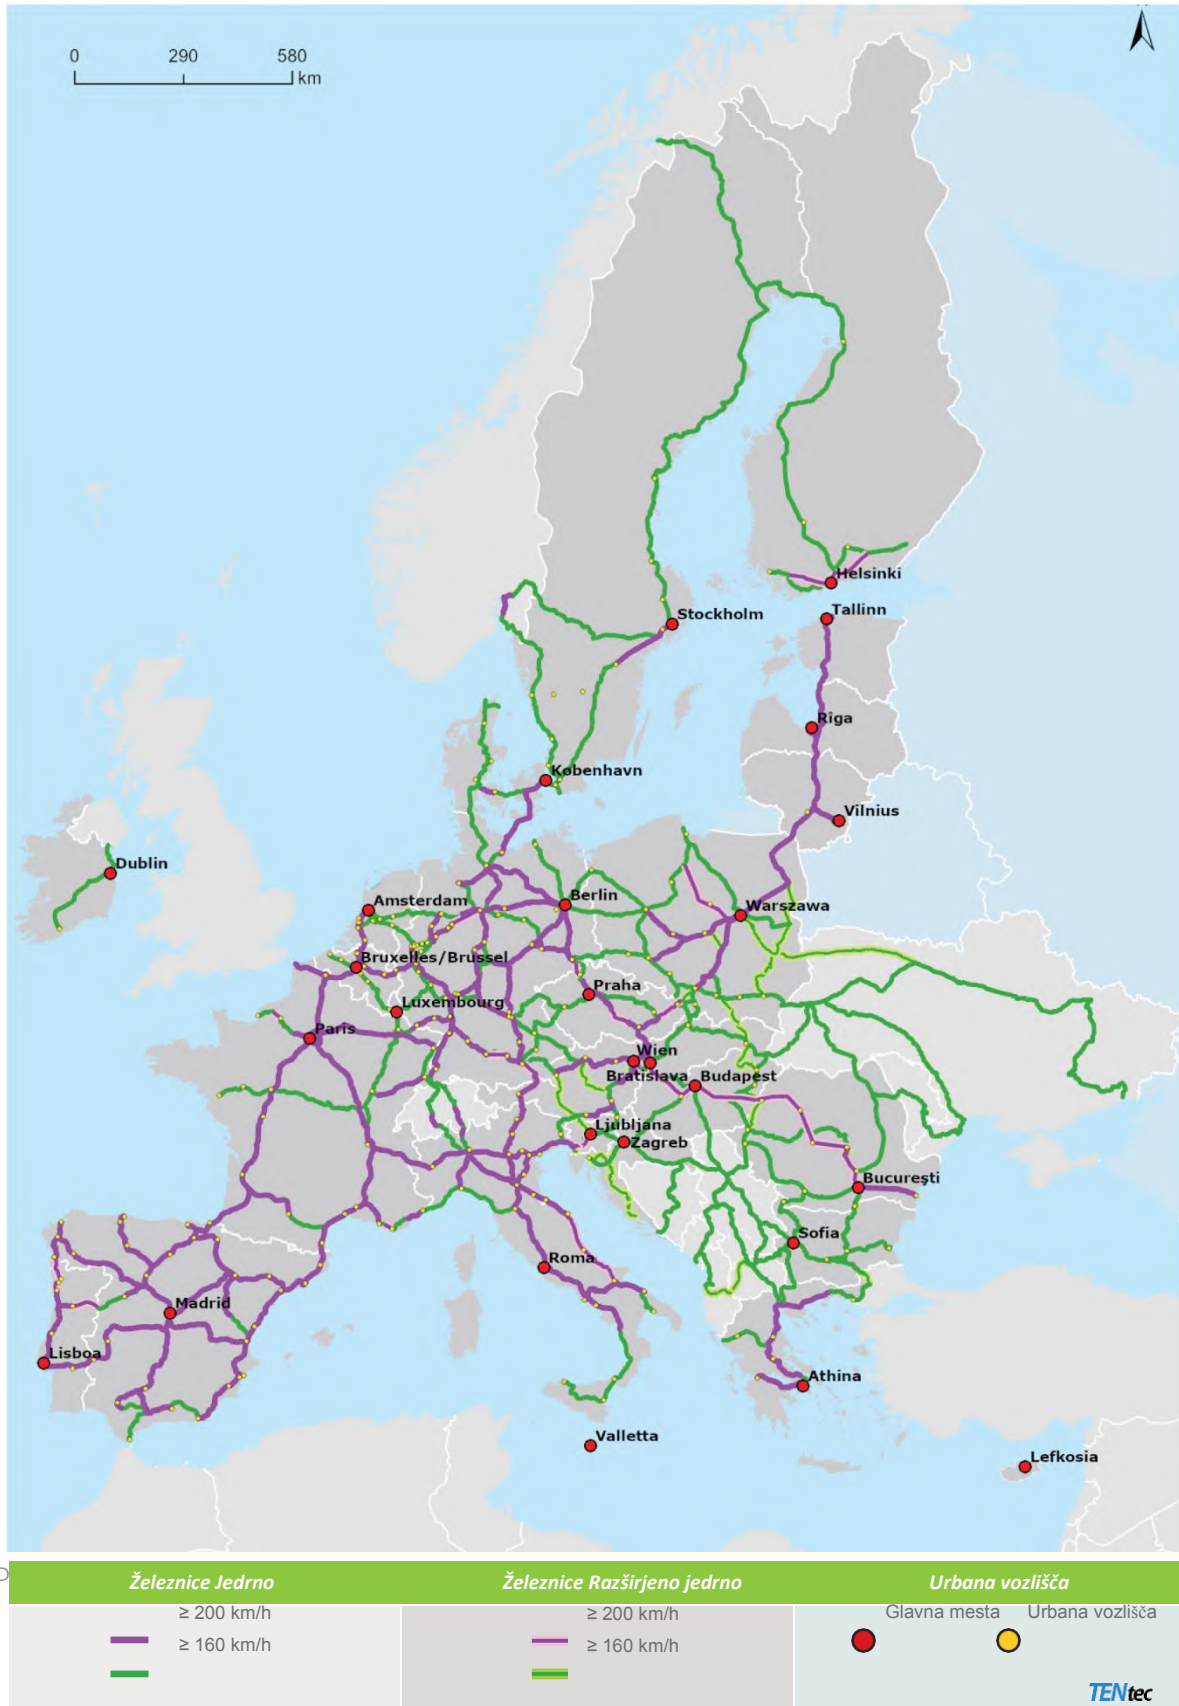 0 290 580
km
Helsinki
Tallinn
Stockholm
Rīga
København
Vilnius
Dublin
Berlin
Amsterdam
Warszawa
Bruxelles/Brussel
Praha
Luxembourg
Paris
Wien
Bratislava
Budapest
Ljubljana
Zagreb
Bucureşti
Sofia
Roma
Madrid
Lisboa
Athina
Valletta
Lefkosia
Železnice Jedrno
≥ 200 km/h
≥ 160 km/h
Železnice Razširjeno jedrno
≥ 200 km/h
≥ 160 km/h
Urbana vozlišča
Glavna mesta Urbana vozlišča
TENtec